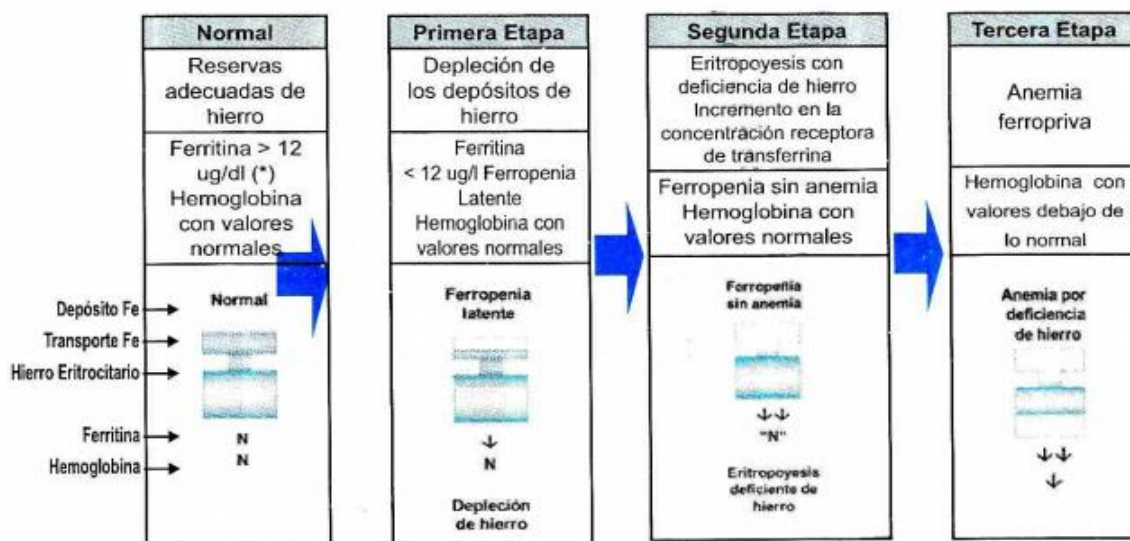 Normal
Reservas
adecuadas de
hierro
Ferritina > 12
ug/dl (*)
Hemoglobina
con valores
normales
Normal
N
N
Primera Etapa
Depleción de
los depósitos de
hierro
Ferritina
< 12 ug/l Ferropenia
Latente
Hemoglobina con
valores normales
Ferropenia
latente
↓
N
Depleción
de hierro
Segunda Etapa
Eritropoyesis con
deficiencia de hierro
Incremento en la
concentración receptora
de transferrina
Ferropenia sin anemia
Hemoglobina con
valores normales
Ferropenia
sin anemia
↓↓
"N"
Eritropoyesis
deficiente de
hierro
Tercera Etapa
Anemia
ferropriva
Hemoglobina con
valores debajo de
lo normal
Anemia por
deficiencia
de hierro
↓↓
↓
Depósito Fe
Transporte Fe
Hierro Eritrocitario
Ferritina
Hemoglobina